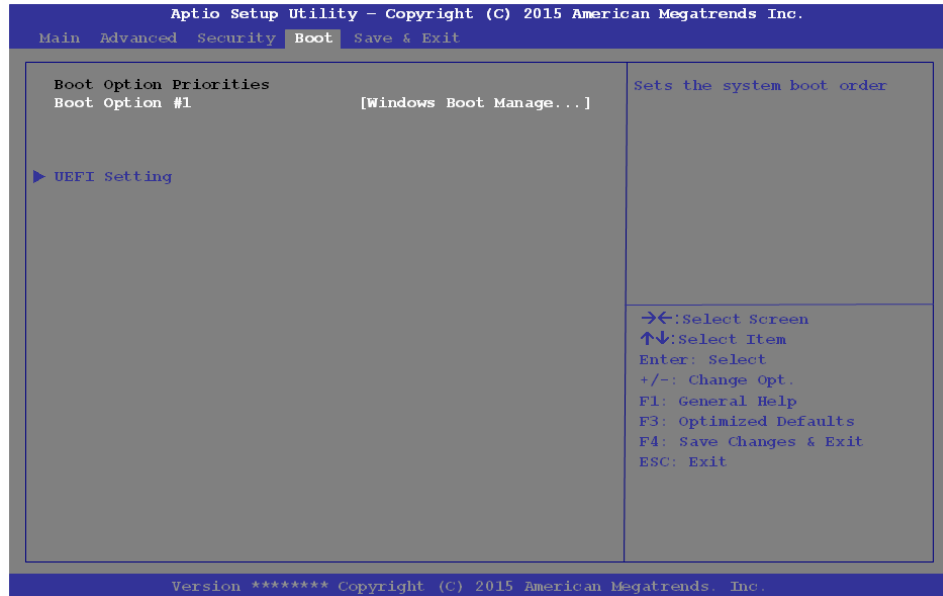 Aptio Setup Utility – Copyright (C) 2015 American Megatrends Inc.
Main Advanced Security Boot Save & Exit
Boot Option Priorities
Boot Option #1 [Windows Boot Manage...]
▶ UEFI Setting
Sets the system boot order
→←:Select Screen
↑↓:Select Item
Enter: Select
+/-: Change Opt.
F1: General Help
F3: Optimized Defaults
F4: Save Changes & Exit
ESC: Exit
Version ******** Copyright (C) 2015 American Megatrends. Inc.